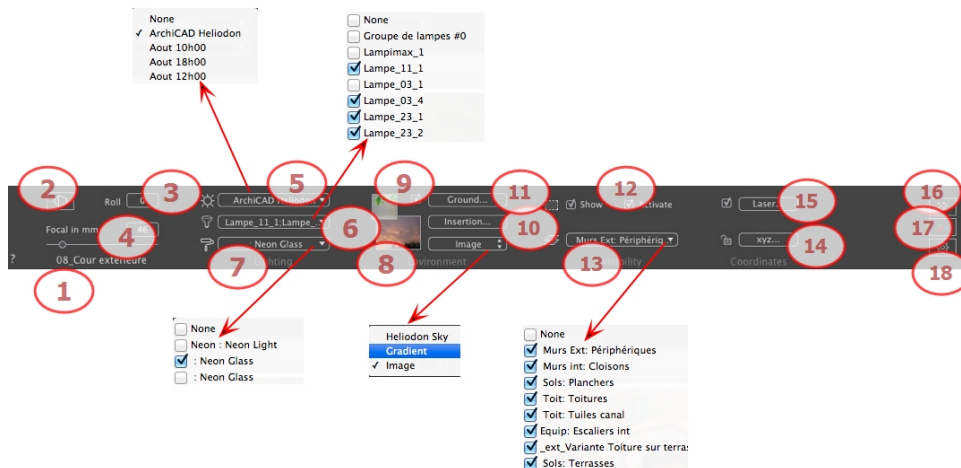 None
✓ ArchiCAD Heliodon
Aout 10h00
Aout 18h00
Aout 12h00
None
Groupe de lampes #0
Lampimax_1
Lampe_11_1
Lampe_03_1
Lampe_03_4
Lampe_23_1
Lampe_23_2
2
Roll
3
5
9
11
12
16
ArchiCAD Heliodon
Ground...
Show
Activate
Laser
15
Focal in mm
46
4
Lampe_11_1;Lampe_...
6
Insertion...
10
17
: Neon Glass
Image
Murs Ext: Périphériq...
xyz...
14
?
08_Cour extérieure
7
Lighting
8
Environment
13
Coordinates
18
1
None
Neon : Neon Light
: Neon Glass
: Neon Glass
Heliodon Sky
Gradient
✓ Image
None
Murs Ext: Périphériques
Murs int: Cloisons
Sols: Planchers
Toit: Toitures
Toit: Tuiles canal
Equip: Escaliers int
_ext_Variante Toiture sur terras
Sols: Terrasses